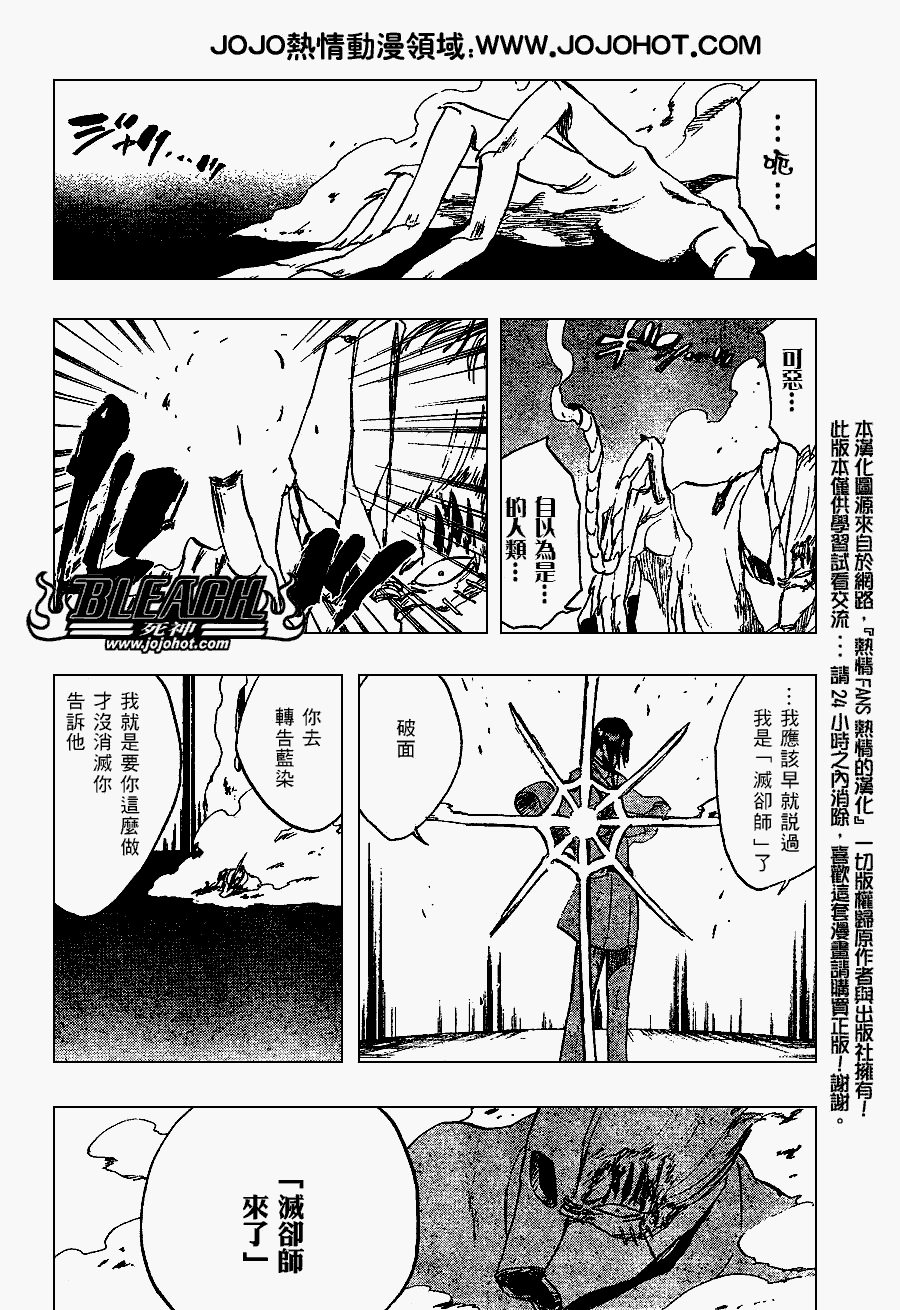 JOJO熱情動漫領域:WWW.JOJOHOT.COM
…呃……
ジャリ…
可惡…
自以為是…
的人類…
BLEACH
死神
www.jojohot.com
…我應該早就説過
我是「滅卻師」了
破面
你去
轉告藍染
我就是要你這麼做
才沒消滅你
告訴他
「滅卻師
來了」
本漢化圖源來自於網路，『熱情FANS 熱情的漢化』一切版權歸原作者與出版社擁有！
此版本僅供學習試看交流…請 24 小時之內消除，喜歡這套漫畫請購買正版！謝謝。